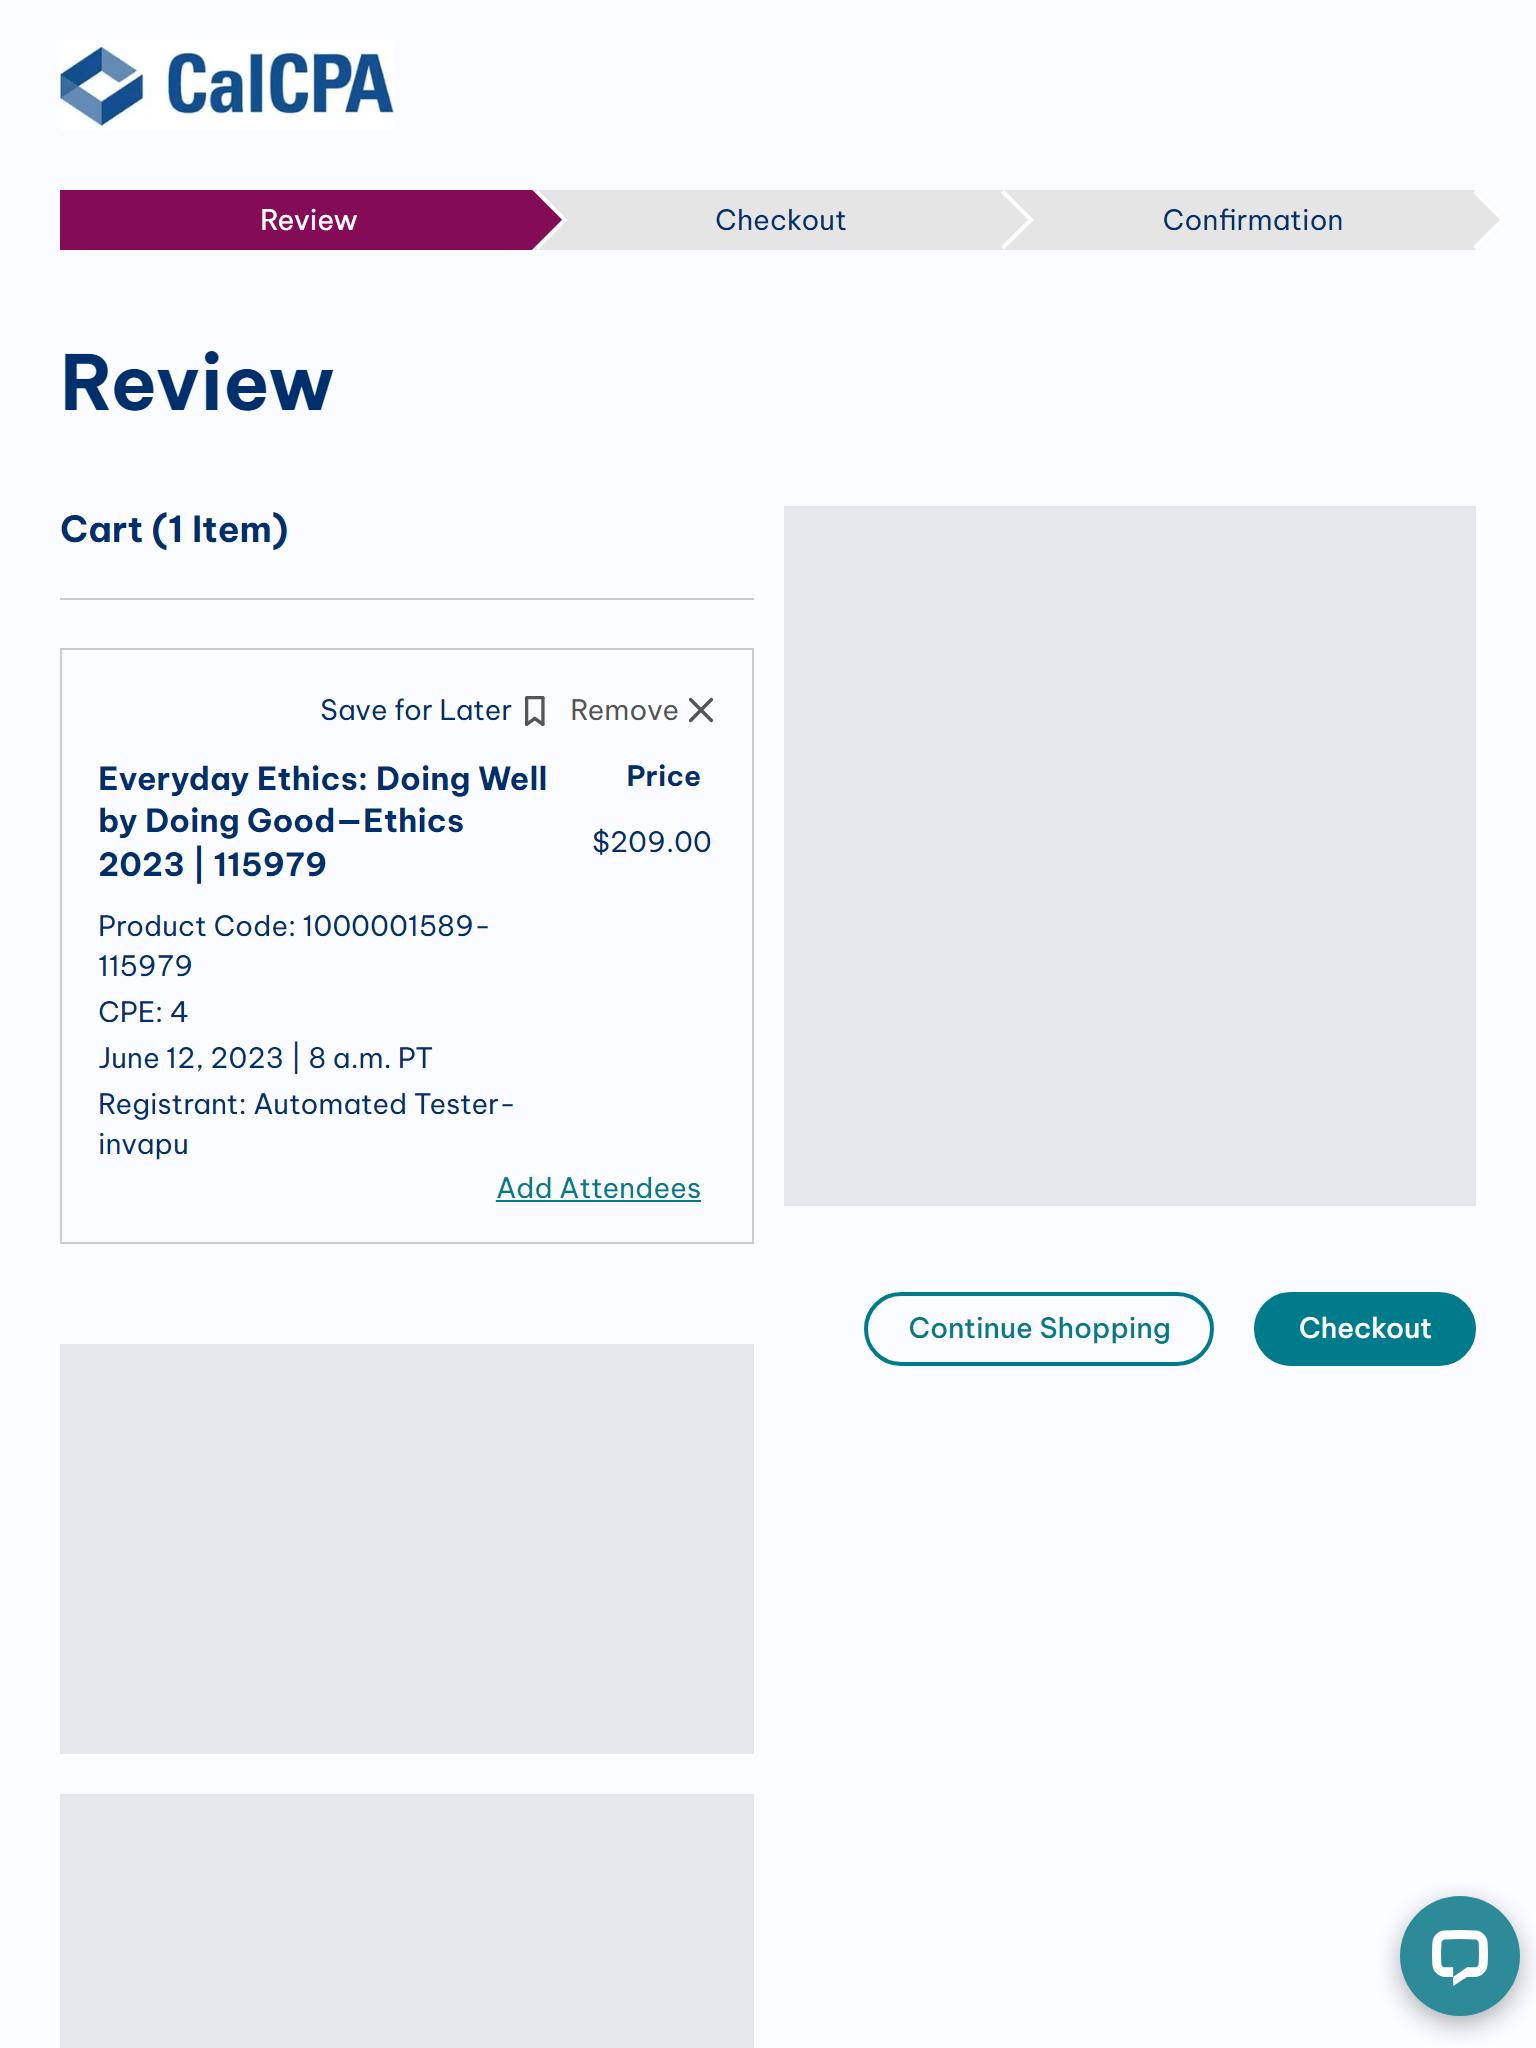 CalCPA
Review
Checkout
Confirmation
Review
Cart (1 Item)
Save for Later
Remove
Everyday Ethics: Doing Well
by Doing Good—Ethics
2023 | 115979
Price
$209.00
Product Code: 1000001589-
115979
CPE: 4
June 12, 2023 | 8 a.m. PT
Registrant: Automated Tester-
invapu
Add Attendees
Continue Shopping
Checkout